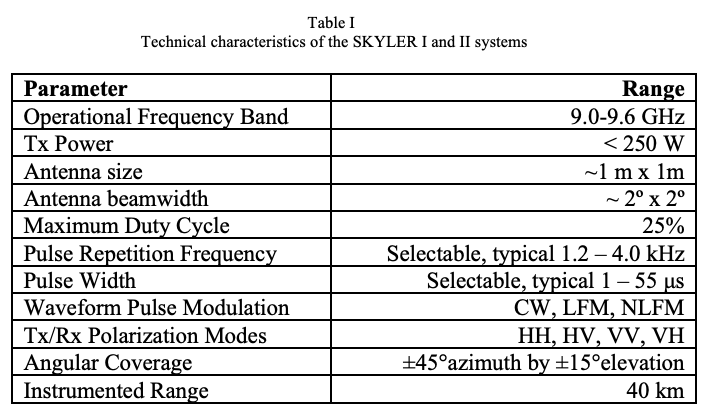 Table I
Technical characteristics of the SKYLER I and II systems
Parameter Range
Operational Frequency Band 9.0-9.6 GHz
Tx Power < 250 W
Antenna size ~1 m x 1m
Antenna beamwidth ~ 2º x 2º
Maximum Duty Cycle 25%
Pulse Repetition Frequency Selectable, typical 1.2 – 4.0 kHz
Pulse Width Selectable, typical 1 – 55 µs
Waveform Pulse Modulation CW, LFM, NLFM
Tx/Rx Polarization Modes HH, HV, VV, VH
Angular Coverage ±45°azimuth by ±15°elevation
Instrumented Range 40 km